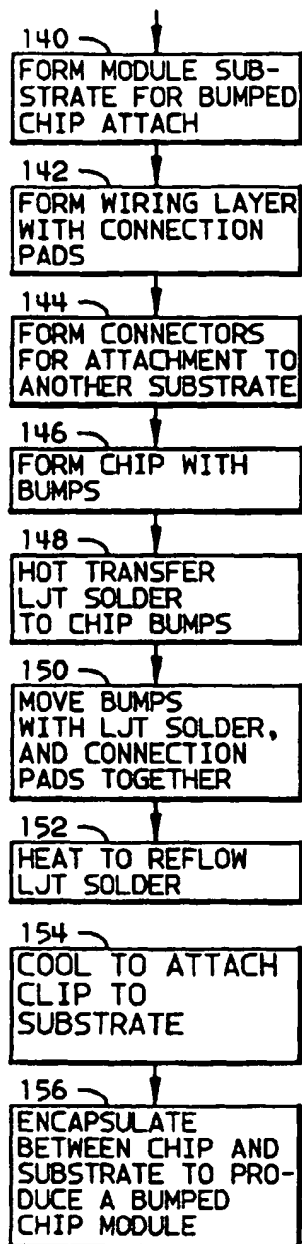 140
FORM MODULE SUB-
STRATE FOR BUMPED
CHIP ATTACH
142
FORM WIRING LAYER
WITH CONNECTION
PADS
144
FORM CONNECTORS
FOR ATTACHMENT TO
ANOTHER SUBSTRATE
146
FORM CHIP WITH
BUMPS
148
HOT TRANSFER
LJT SOLDER
TO CHIP BUMPS
150
MOVE BUMPS
WITH LJT SOLDER,
AND CONNECTION
PADS TOGETHER
152
HEAT TO REFLOW
LJT SOLDER
154
COOL TO ATTACH
CLIP TO
SUBSTRATE
156
ENCAPSULATE
BETWEEN CHIP AND
SUBSTRATE TO PRO-
DUCE A BUMPED
CHIP MODULE